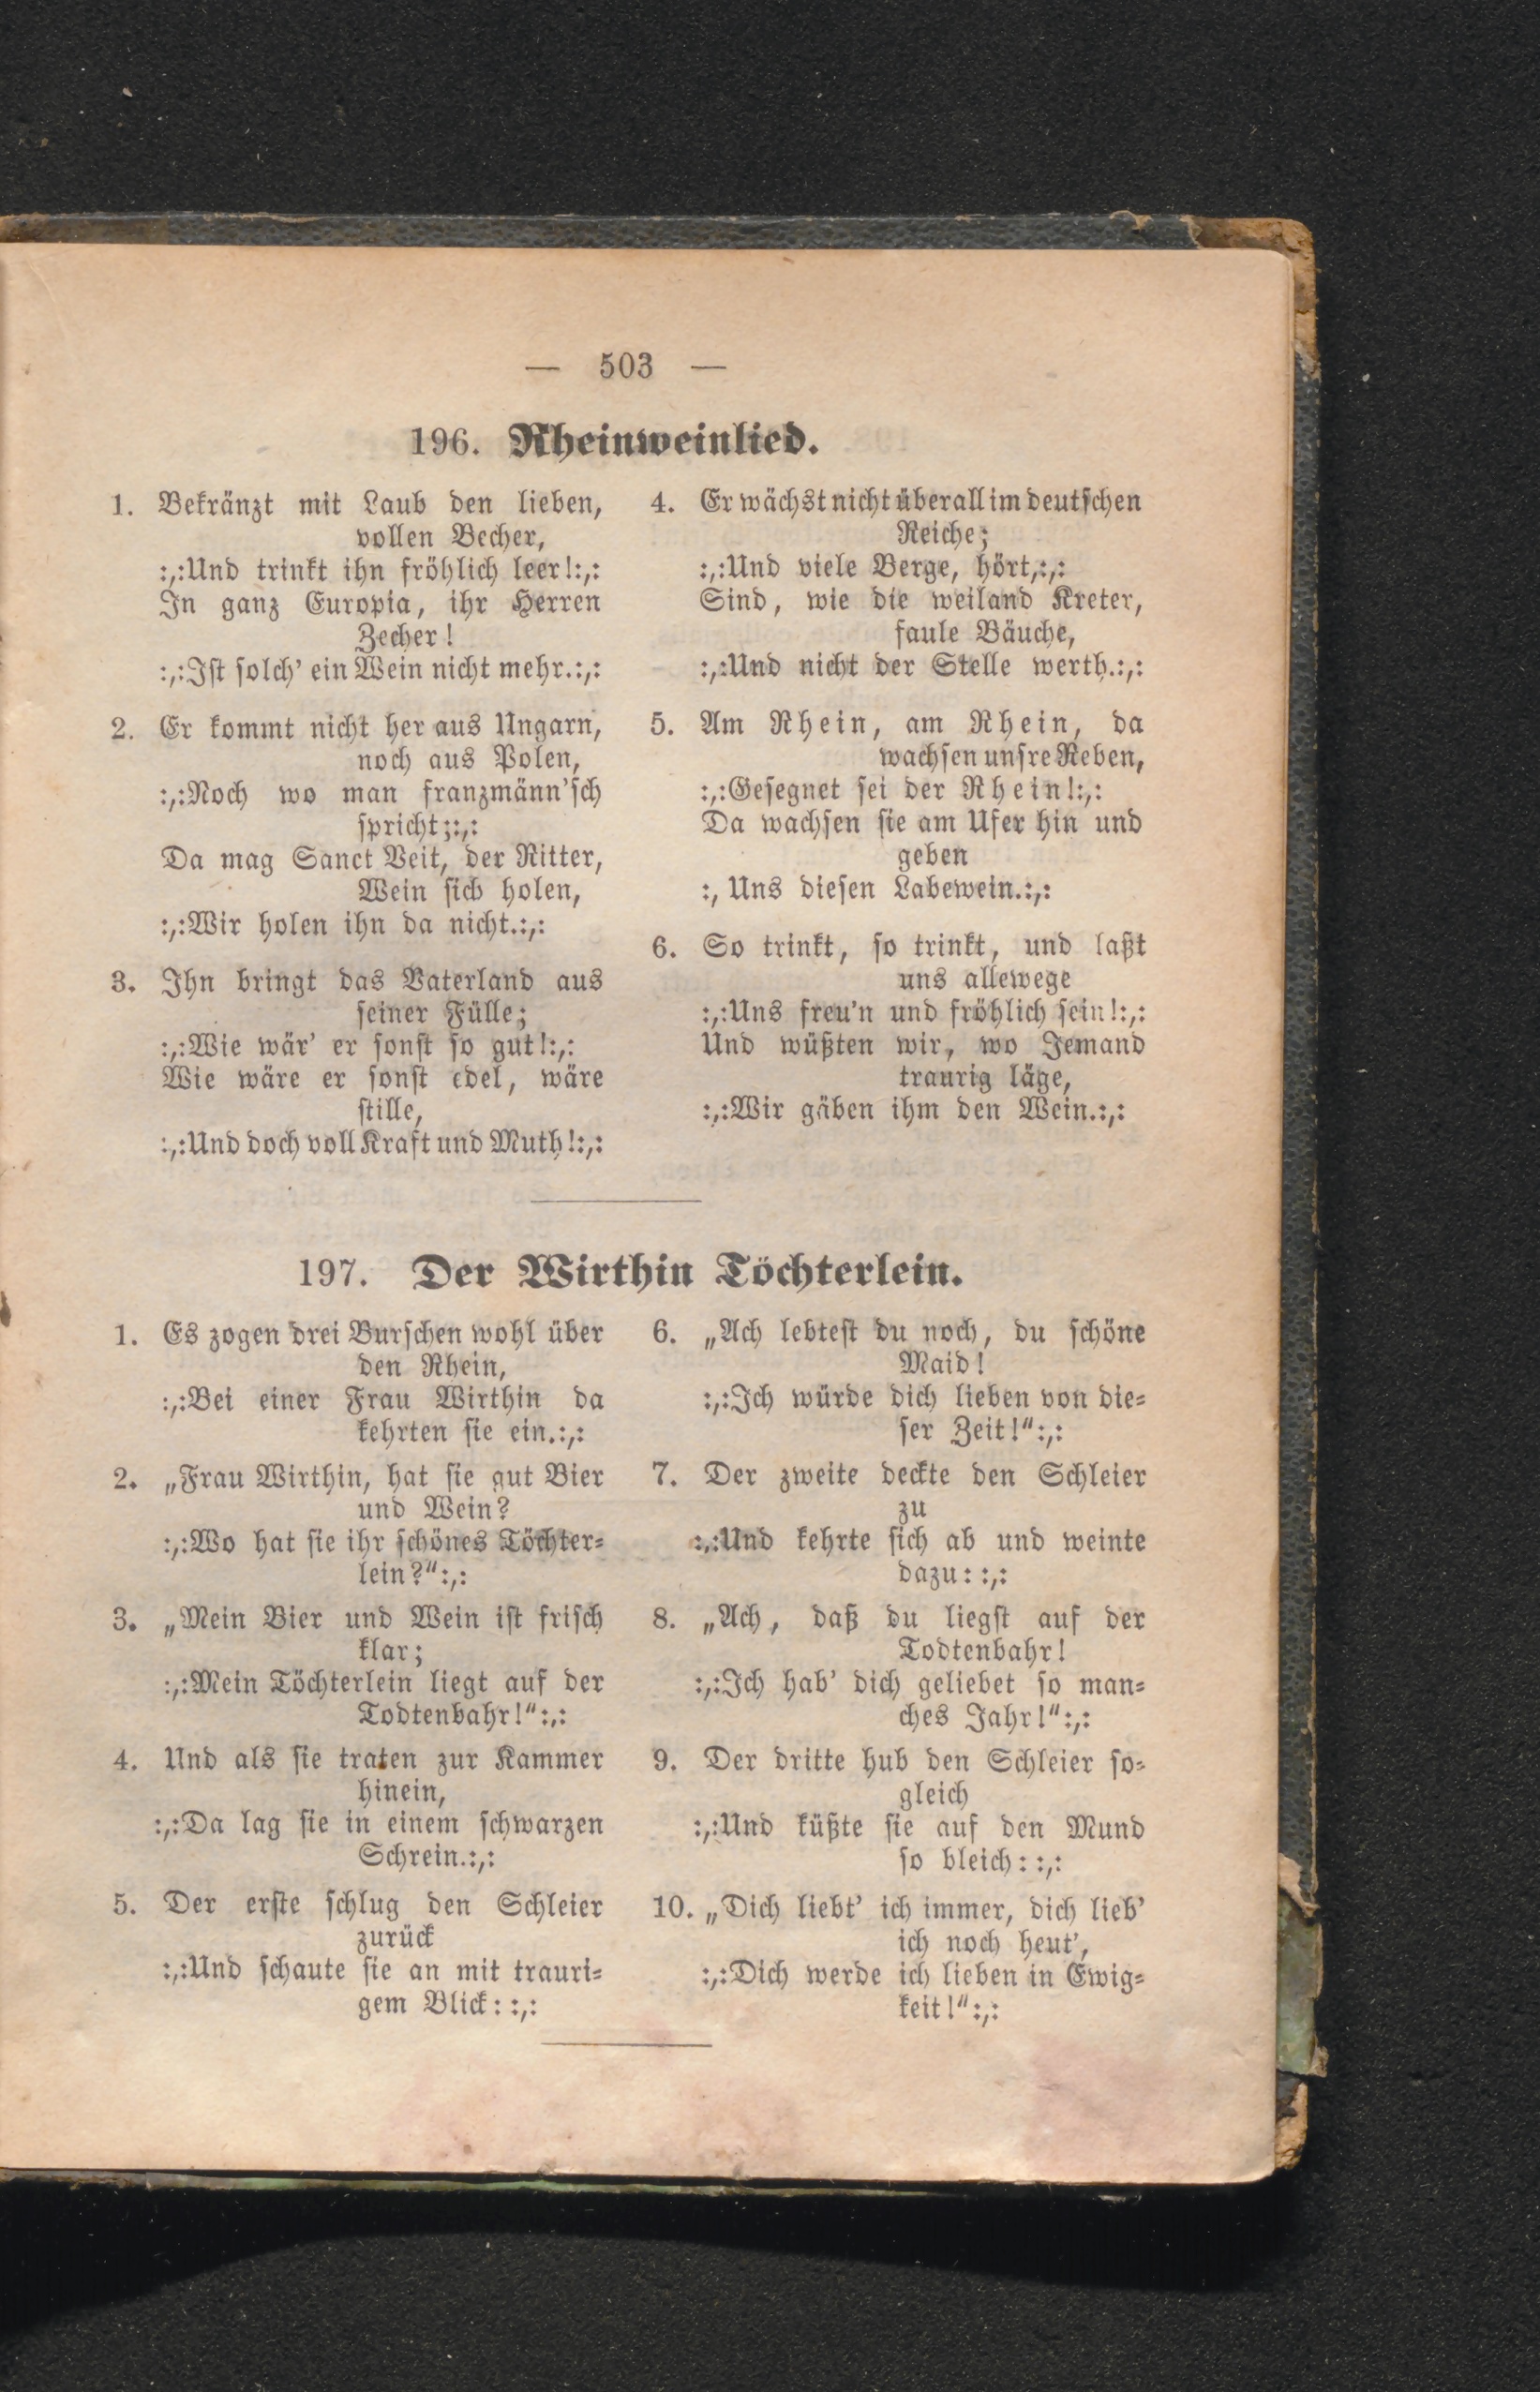 — 503 —
196. Rheinweinlied.
1. Bekränzt mit Laub den lieben,
vollen Becher,
:,:Und trinkt ihn fröhlich leer!:,:
In ganz Europia, ihr Herren
Zecher!
:,:Ist solch' ein Wein nicht mehr.:,:
2. Er kommt nicht her aus Ungarn,
noch aus Polen,
:,:Noch wo man franzmänn'sch
spricht;:,:
Da mag Sanct Veit, der Ritter,
Wein sich holen,
:,:Wir holen ihn da nicht.:,:
3. Ihn bringt das Vaterland aus
seiner Fülle;
:,:Wie wär' er sonst so gut!:,:
Wie wäre er sonst edel, wäre
stille,
:,:Und doch voll Kraft und Muth!:,:
4. Er wächst nicht überall im deutschen
Reiche;
:,:Und viele Berge, hört,:,:
Sind, wie die weiland Kreter,
faule Bäuche,
:,:Und nicht der Stelle werth.:,:
5. Am Rhein, am Rhein, da
wachsen unsre Reben,
:,:Gesegnet sei der Rhein!:,:
Da wachsen sie am Ufer hin und
geben
:, Uns diesen Labewein.:,:
6. So trinkt, so trinkt, und laßt
uns allewege
:,:Uns freu'n und fröhlich sein!:,:
Und wüßten wir, wo Jemand
traurig läge,
:,:Wir gäben ihm den Wein.:,:
197. Der Wirthin Töchterlein.
1. Es zogen drei Burschen wohl über
den Rhein,
:,:Bei einer Frau Wirthin da
kehrten sie ein.:,:
2. „Frau Wirthin, hat sie gut Bier
und Wein?
:,:Wo hat sie ihr schönes Töchter-
lein?“:,:
3. „Mein Bier und Wein ist frisch
klar;
:,:Mein Töchterlein liegt auf der
Todtenbahr!“:,:
4. Und als sie traten zur Kammer
hinein,
:,:Da lag sie in einem schwarzen
Schrein.:,:
5. Der erste schlug den Schleier
zurück
:,:Und schaute sie an mit trauri-
gem Blick: :,:
6. „Ach lebtest du noch, du schöne
Maid!
:,:Ich würde dich lieben von die-
ser Zeit!“:,:
7. Der zweite deckte den Schleier
zu
:,:Und kehrte sich ab und weinte
dazu: :,:
8. „Ach, daß du liegst auf der
Todtenbahr!
:,:Ich hab' dich geliebet so man-
ches Jahr!“:,:
9. Der dritte hub den Schleier so-
gleich
:,:Und küßte sie auf den Mund
so bleich: :,:
10. „Dich liebt' ich immer, dich lieb'
ich noch heut',
:,:Dich werde ich lieben in Ewig-
keit!“:,: